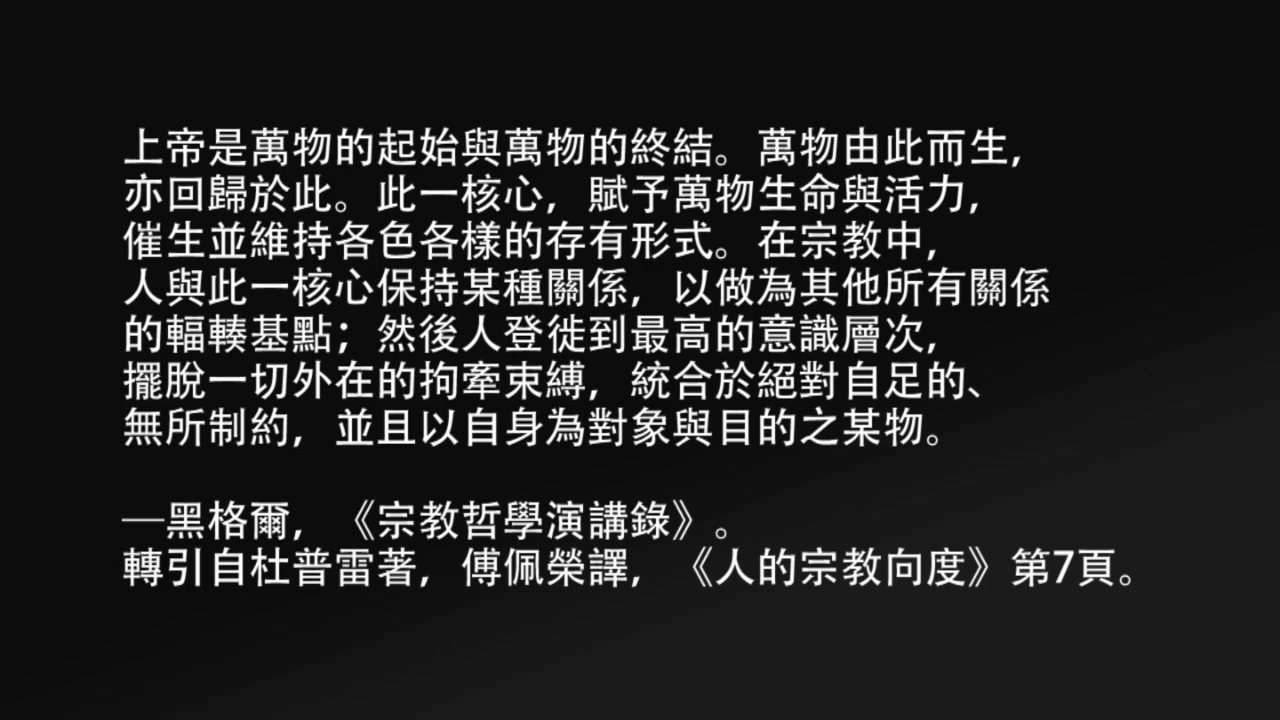 上帝是萬物的起始與萬物的終結。萬物由此而生,
亦回歸於此。此一核心, 賦予萬物生命與活力,
催生並維持各色各樣的存有形式。在宗教中,
人與此一核心保持某種關係, 以做為其他所有關係
的輻輳基點; 然後人登徙到最高的意識層次,
擺脫一切外在的拘牽束縛, 統合於絕對自足的、
無所制約, 並且以自身為對象與目的之某物。
—黑格爾, 《宗教哲學演講錄》。
轉引自杜普雷著, 傅佩榮譯, 《人的宗教向度》第7頁。